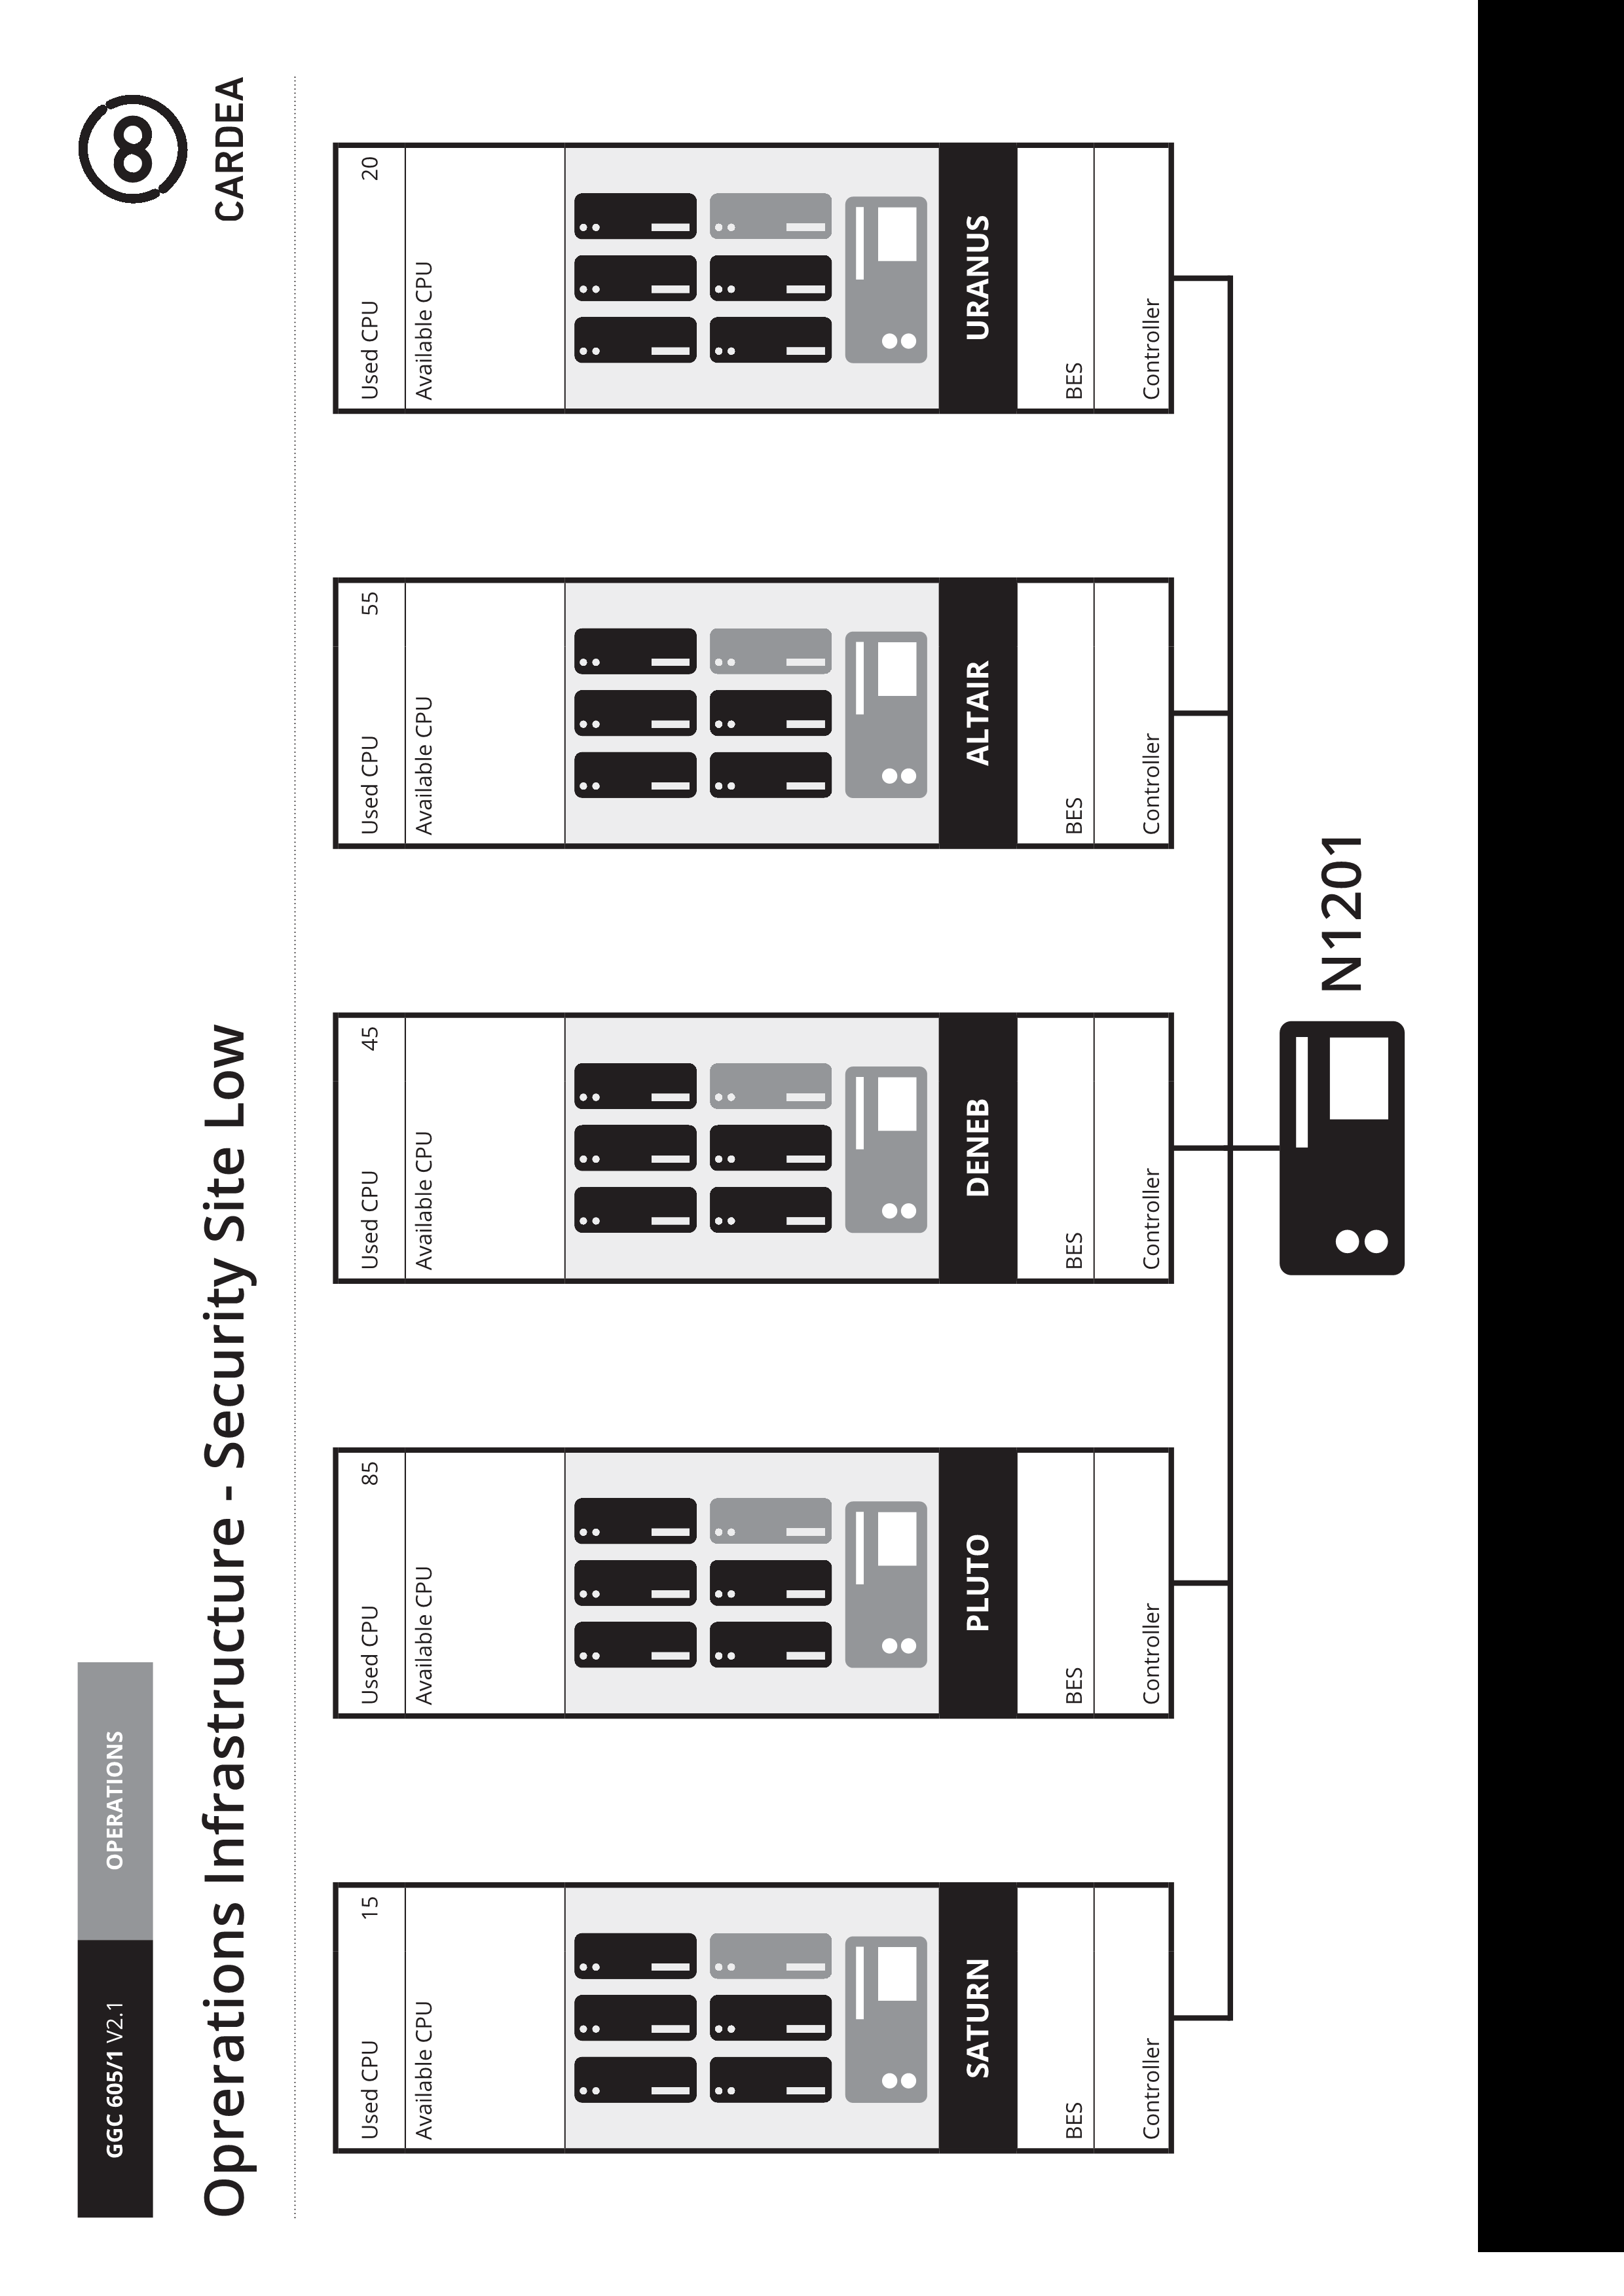 GGC 605/1 V2.1
OPERATIONS
CARDEA
Oprerations Infrastructure - Security Site Low
Used CPU 15
Available CPU
SATURN
BES
Controller
Used CPU 85
Available CPU
PLUTO
BES
Controller
Used CPU 45
Available CPU
DENEB
BES
Controller
Used CPU 55
Available CPU
ALTAIR
BES
Controller
Used CPU 20
Available CPU
URANUS
BES
Controller
N1201